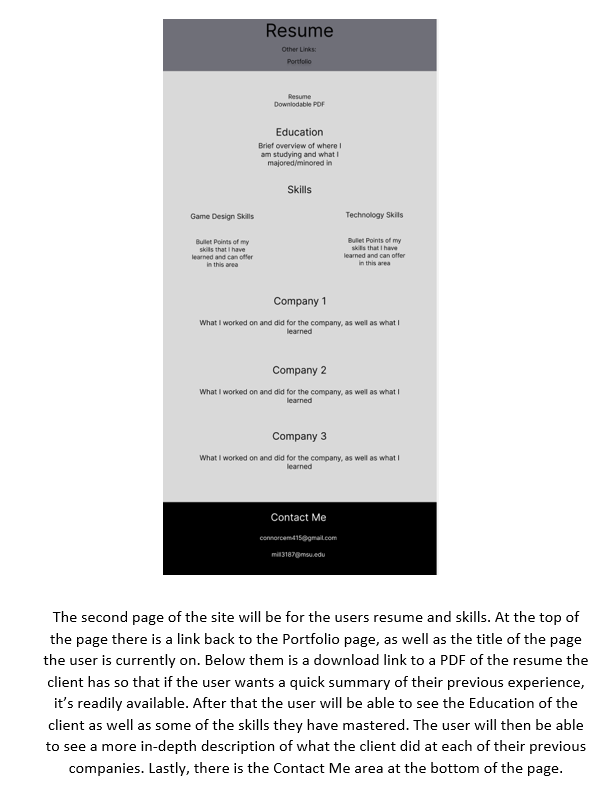 Resume
Other Links:
Portfolio
Resume
Downlodable PDF
Education
Brief overview of where I
am studying and what I
majored/minored in
Skills
Game Design Skills
Technology Skills
Bullet Points of my
skills that I have
learned and can offer
in this area
Bullet Points of my
skills that I have
learned and can offer
in this area
Company 1
What I worked on and did for the company, as well as what I
learned
Company 2
What I worked on and did for the company, as well as what I
learned
Company 3
What I worked on and did for the company, as well as what I
learned
Contact Me
connorcem415@gmail.com
mill3187@msu.edu
The second page of the site will be for the users resume and skills. At the top of
the page there is a link back to the Portfolio page, as well as the title of the page
the user is currently on. Below them is a download link to a PDF of the resume the
client has so that if the user wants a quick summary of their previous experience,
it’s readily available. After that the user will be able to see the Education of the
client as well as some of the skills they have mastered. The user will then be able
to see a more in-depth description of what the client did at each of their previous
companies. Lastly, there is the Contact Me area at the bottom of the page.